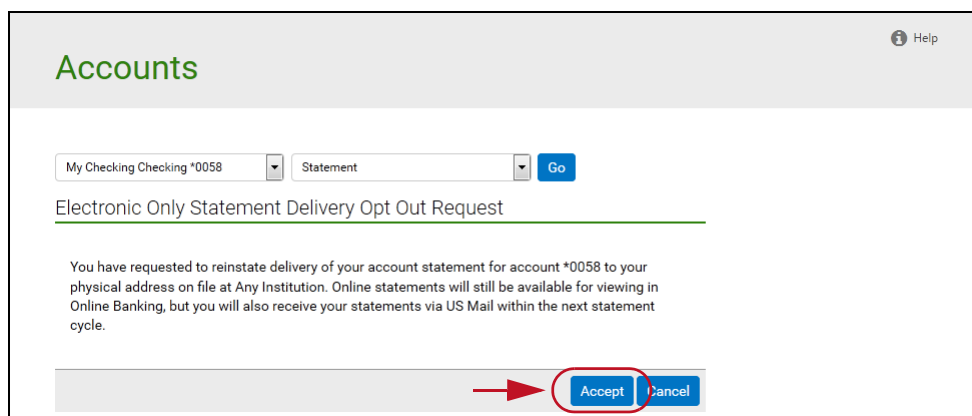 Help
Accounts
My Checking Checking *0058 Statement Go
Electronic Only Statement Delivery Opt Out Request
You have requested to reinstate delivery of your account statement for account *0058 to your
physical address on file at Any Institution. Online statements will still be available for viewing in
Online Banking, but you will also receive your statements via US Mail within the next statement
cycle.
Accept Cancel